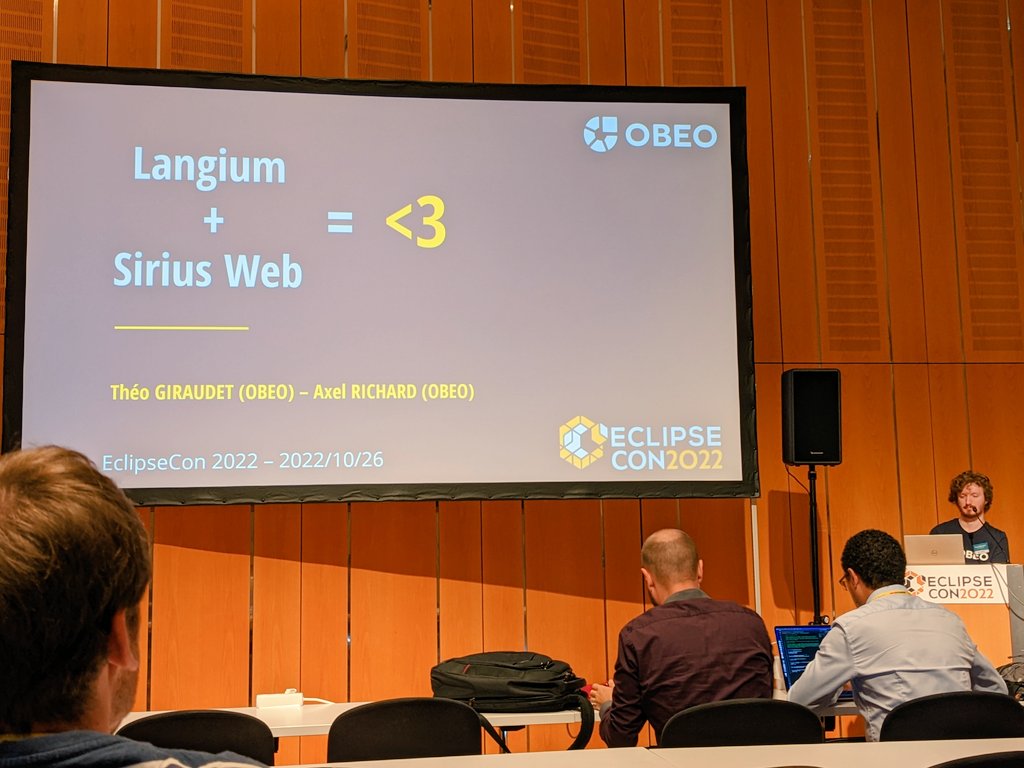 OBEO
Langium
+
= <3
Sirius Web
Théo GIRAUDET (OBEO) – Axel RICHARD (OBEO)
EclipseCon 2022 – 2022/10/26
ECLIPSE
CON2022
OBEO
ECLIPSE
CON2022